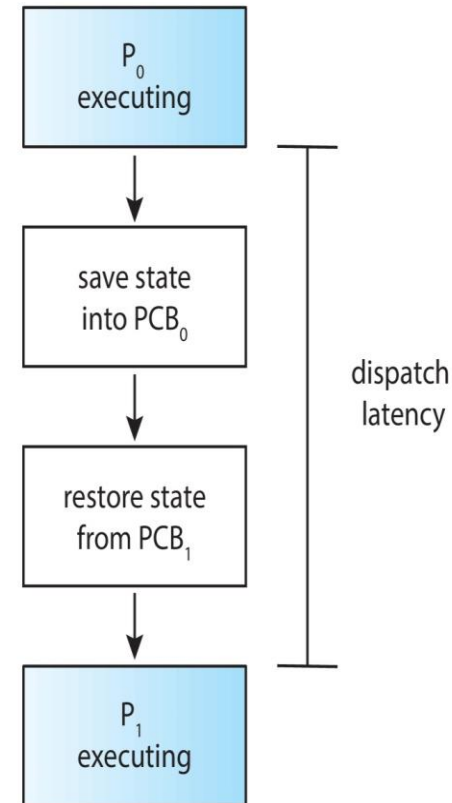 P₀
executing
save state
into PCB₀
dispatch
latency
restore state
from PCB₁
P₁
executing